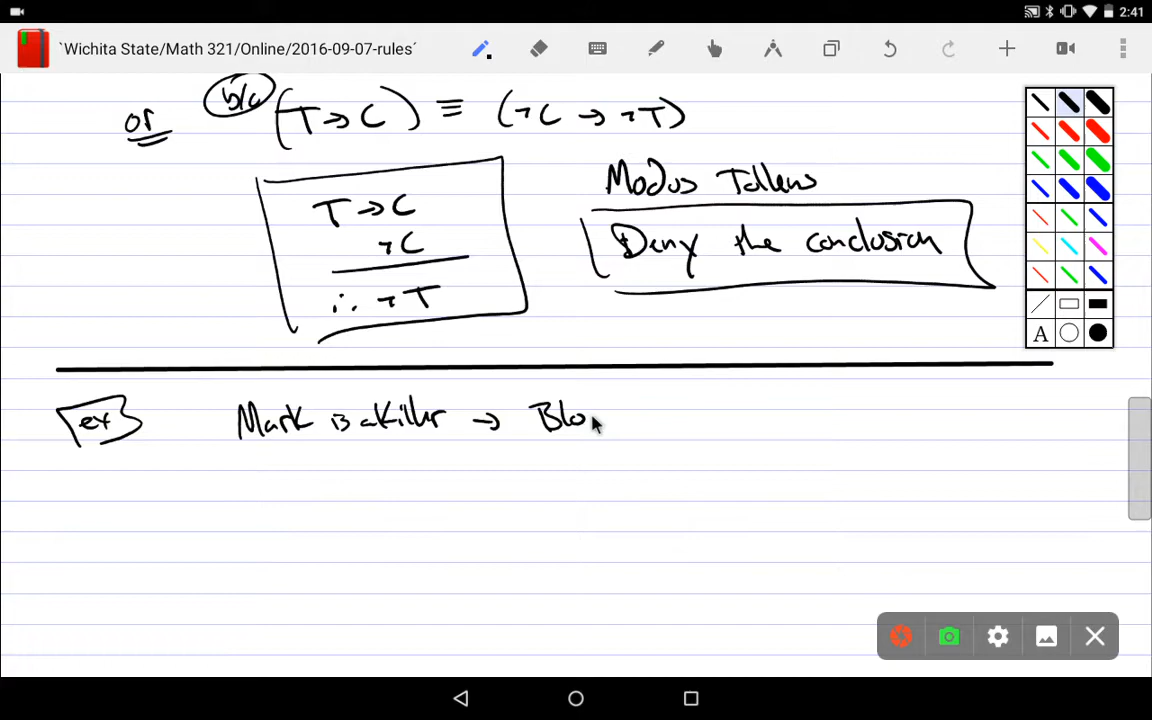 2:41
`Wichita State/Math 321/Online/2016-09-07-rules´
or b/c (T→C) ≡ (¬C → ¬T)
T→C
¬C
∴ ¬T
Modus Tollens
Deny the conclusion
A
ex Mark is a killer → Blo